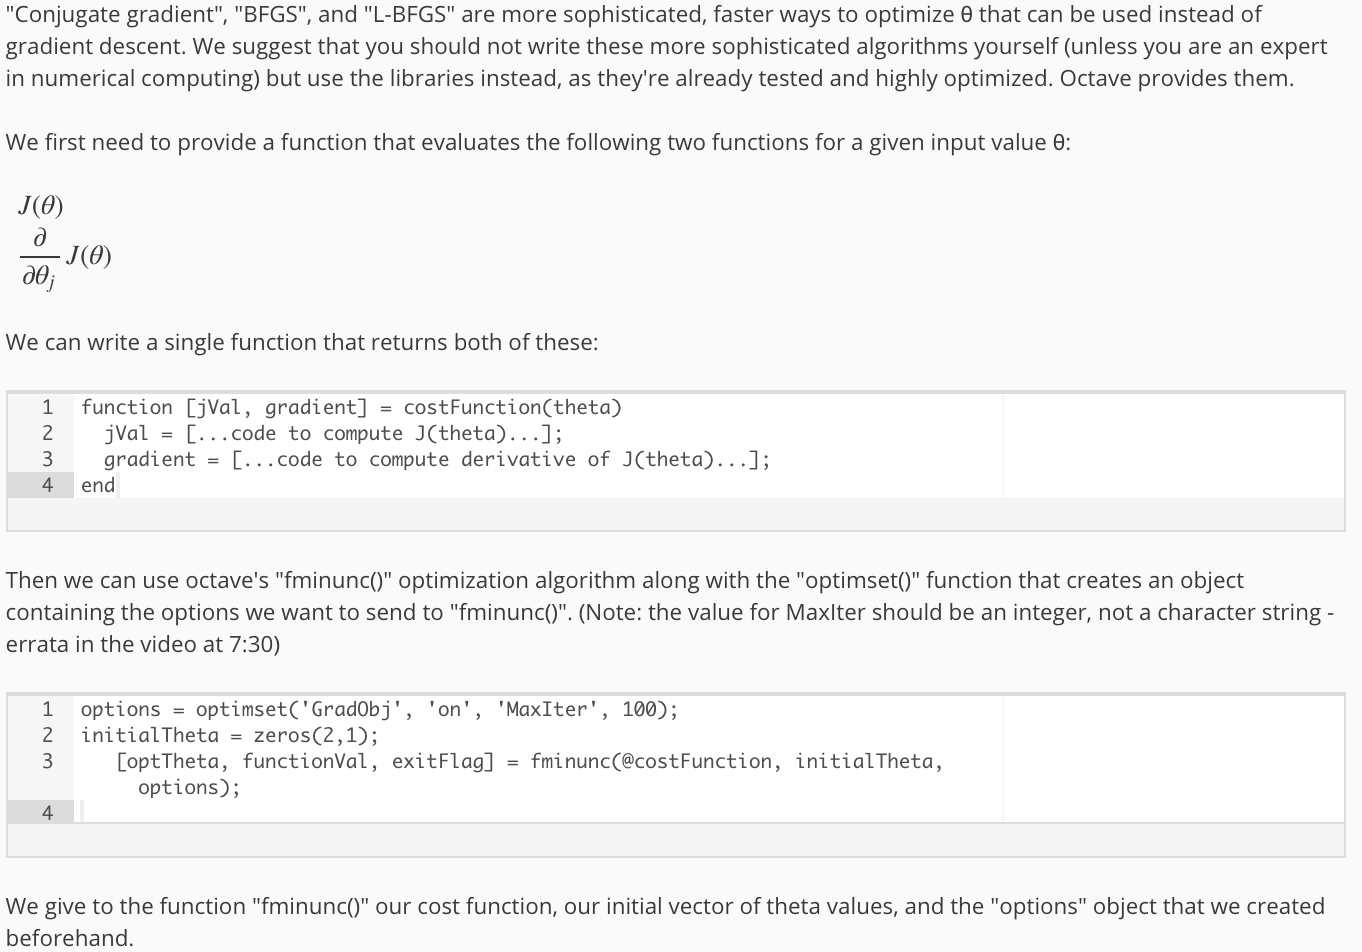 "Conjugate gradient", "BFGS", and "L-BFGS" are more sophisticated, faster ways to optimize θ that can be used instead of
gradient descent. We suggest that you should not write these more sophisticated algorithms yourself (unless you are an expert
in numerical computing) but use the libraries instead, as they're already tested and highly optimized. Octave provides them.
We first need to provide a function that evaluates the following two functions for a given input value θ:
J(θ)
∂
∂θj J(θ)
We can write a single function that returns both of these:
1 function [jVal, gradient] = costFunction(theta)
2   jVal = [...code to compute J(theta)...];
3   gradient = [...code to compute derivative of J(theta)...];
4 end
Then we can use octave's "fminunc()" optimization algorithm along with the "optimset()" function that creates an object
containing the options we want to send to "fminunc()". (Note: the value for MaxIter should be an integer, not a character string -
errata in the video at 7:30)
1 options = optimset('GradObj', 'on', 'MaxIter', 100);
2 initialTheta = zeros(2,1);
3    [optTheta, functionVal, exitFlag] = fminunc(@costFunction, initialTheta,
options);
4
We give to the function "fminunc()" our cost function, our initial vector of theta values, and the "options" object that we created
beforehand.